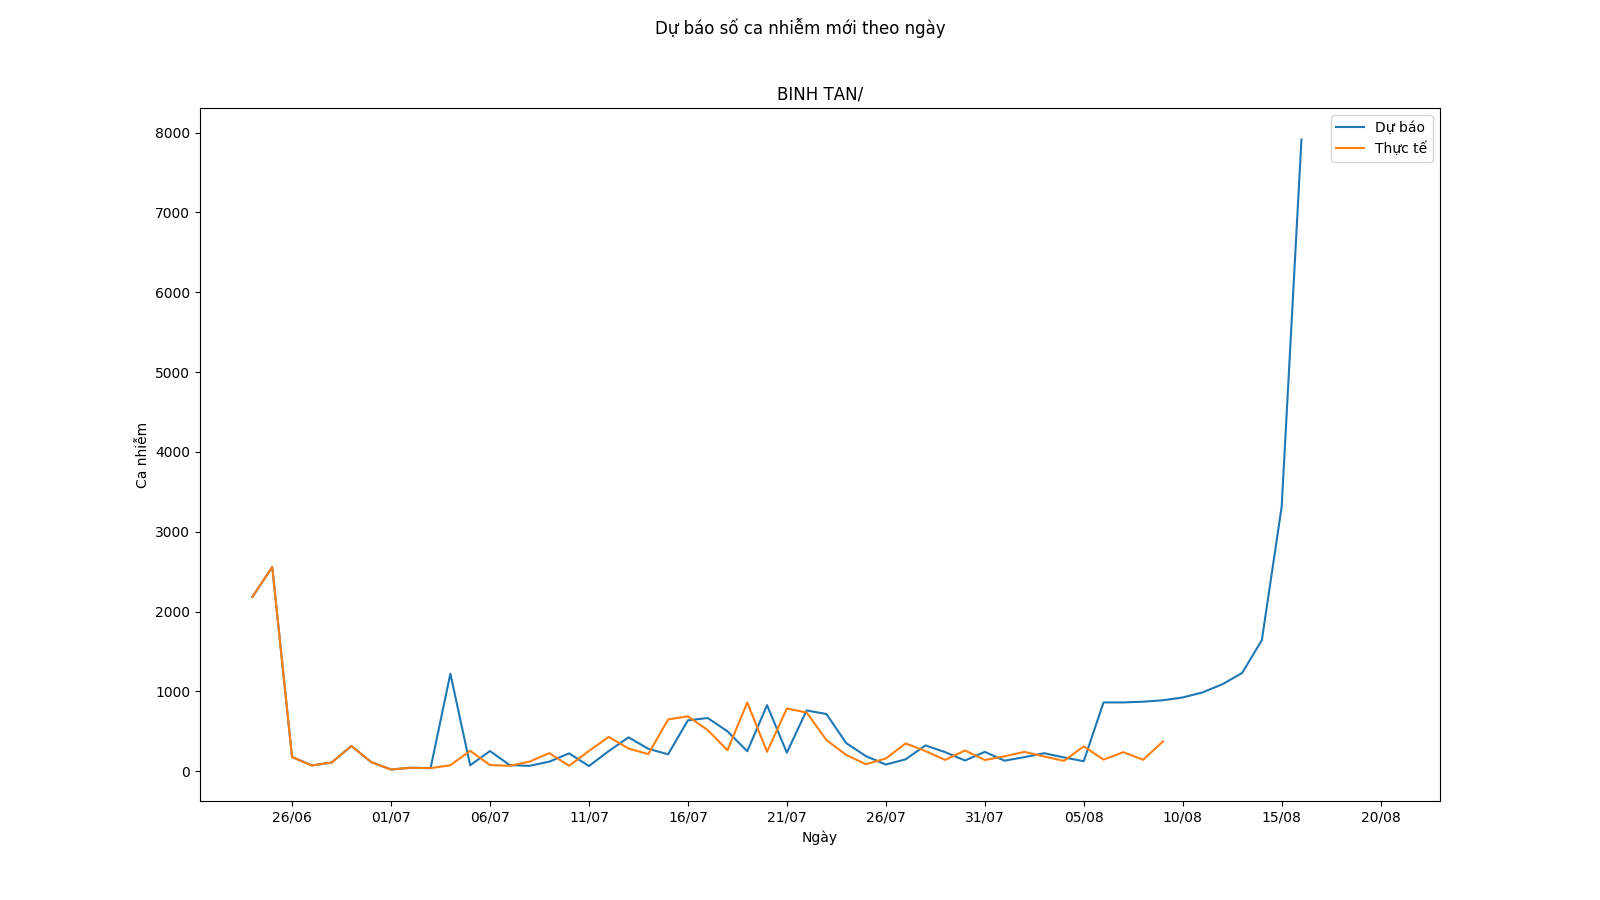 Dự báo số ca nhiễm mới theo ngày
BINH TAN/
Dự báo
Thực tế
8000
7000
6000
5000
4000
3000
2000
1000
0
Ca nhiễm
26/06 01/07 06/07 11/07 16/07 21/07 26/07 31/07 05/08 10/08 15/08 20/08
Ngày